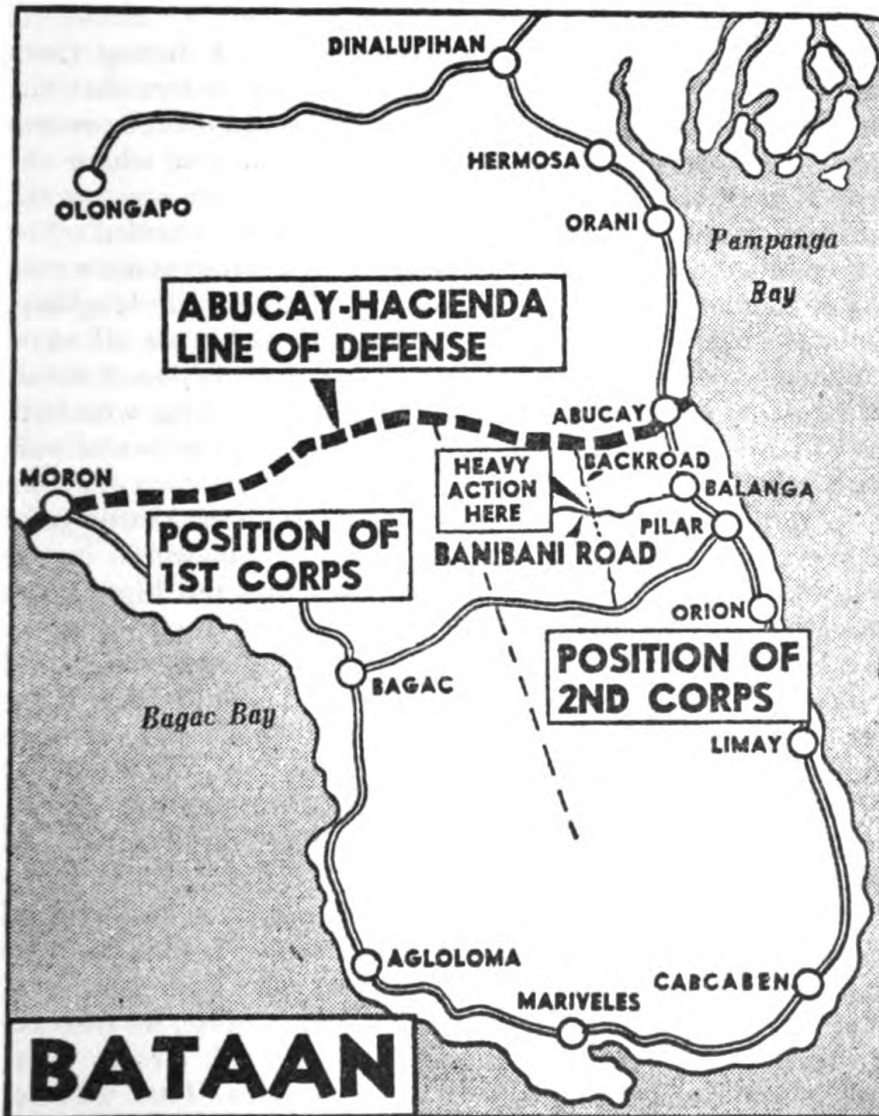 DINALUPIHAN
HERMOSA
OLONGAPO
ORANI
Pampanga
Bay
ABUCAY-HACIENDA
LINE OF DEFENSE
ABUCAY
MORON
HEAVY
ACTION
HERE
BACKROAD
BALANGA
POSITION OF
1ST CORPS
PILAR
BANIBANI ROAD
ORION
POSITION OF
2ND CORPS
BAGAC
Bagac Bay
LIMAY
AGLOLOMA
CABCABEN
MARIVELES
BATAAN